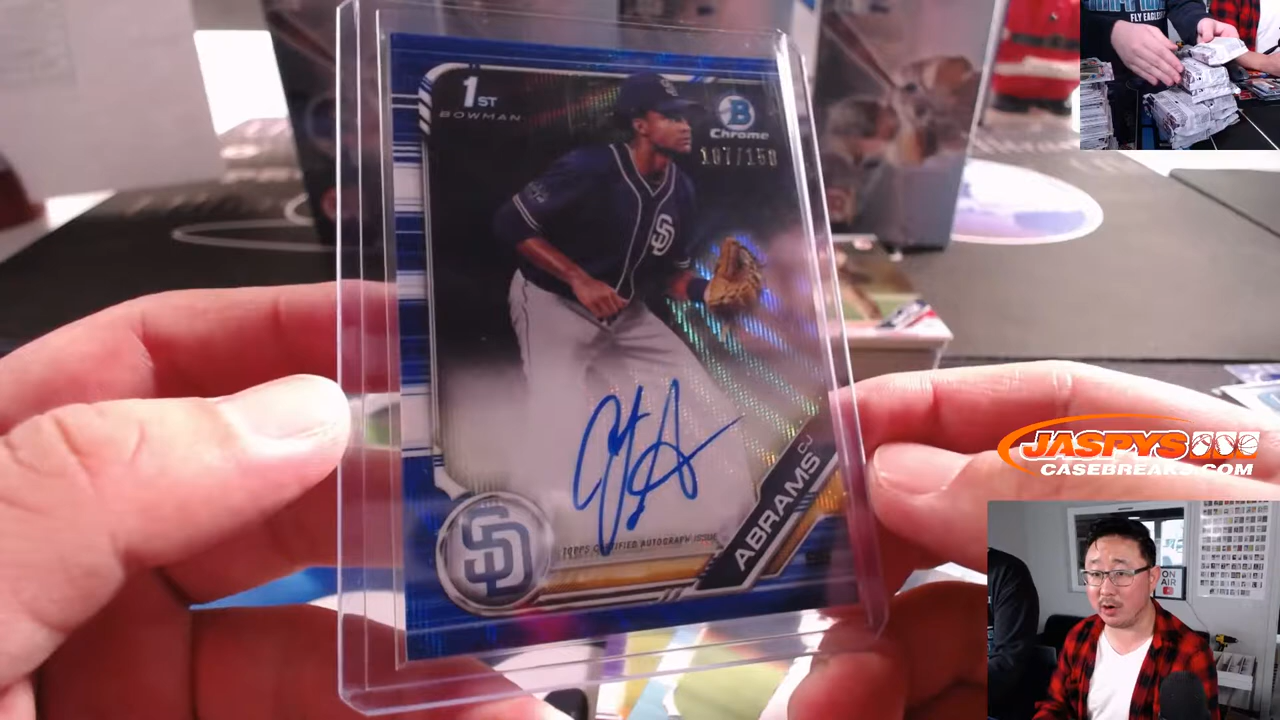 FLY EAGLES
1ST
BOWMAN
B
Chrome
107/150
SD
SD
TOPPS CERTIFIED AUTOGRAPH ISSUE
CJ
ABRAMS
JASPYS
CASEBREAKS.COM
ON
AIR